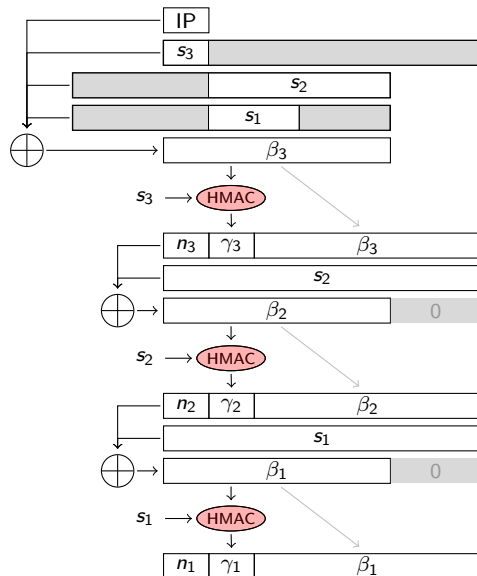 IP
s₃
s₂
s₁
β₃
s₃ HMAC
n₃ γ₃ β₃
s₂
β₂ 0
s₂ HMAC
n₂ γ₂ β₂
s₁
β₁ 0
s₁ HMAC
n₁ γ₁ β₁